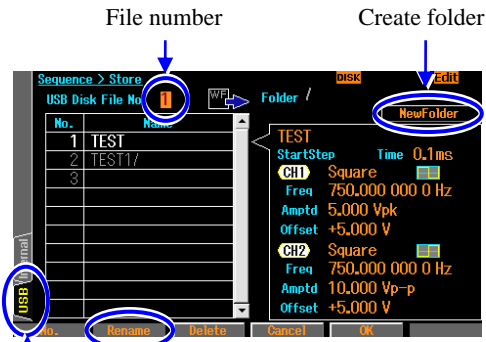 File number Create folder
Sequence > Store DISK Edit
USB Disk File No. 1 WF Folder / NewFolder
No. Name
1 TEST
2 TEST1/
3
TEST
StartStep Time 0.1ms
CH1 Square
Freq 750.000 000 0 Hz
Amptd 5.000 Vpk
Offset +5.000 V
CH2 Square
Freq 750.000 000 0 Hz
Amptd 10.000 Vp-p
Offset +5.000 V
Internal
USB
No. Rename Delete Cancel OK